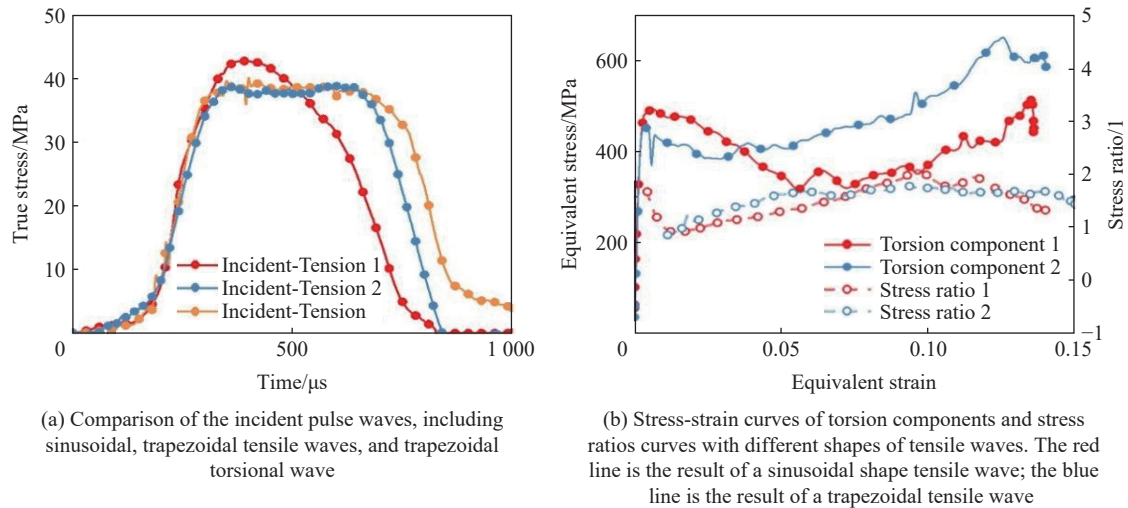 50
40
30
20
10
0
True stress/MPa
Incident-Tension 1
Incident-Tension 2
Incident-Tension
0
500
1 000
Time/μs
(a) Comparison of the incident pulse waves, including
sinusoidal, trapezoidal tensile waves, and trapezoidal
torsional wave
600
400
200
0
Equivalent stress/MPa
5
4
3
2
1
0
−1
Stress ratio/1
Torsion component 1
Torsion component 2
Stress ratio 1
Stress ratio 2
0
0.05
0.10
0.15
Equivalent strain
(b) Stress-strain curves of torsion components and stress
ratios curves with different shapes of tensile waves. The red
line is the result of a sinusoidal shape tensile wave; the blue
line is the result of a trapezoidal tensile wave